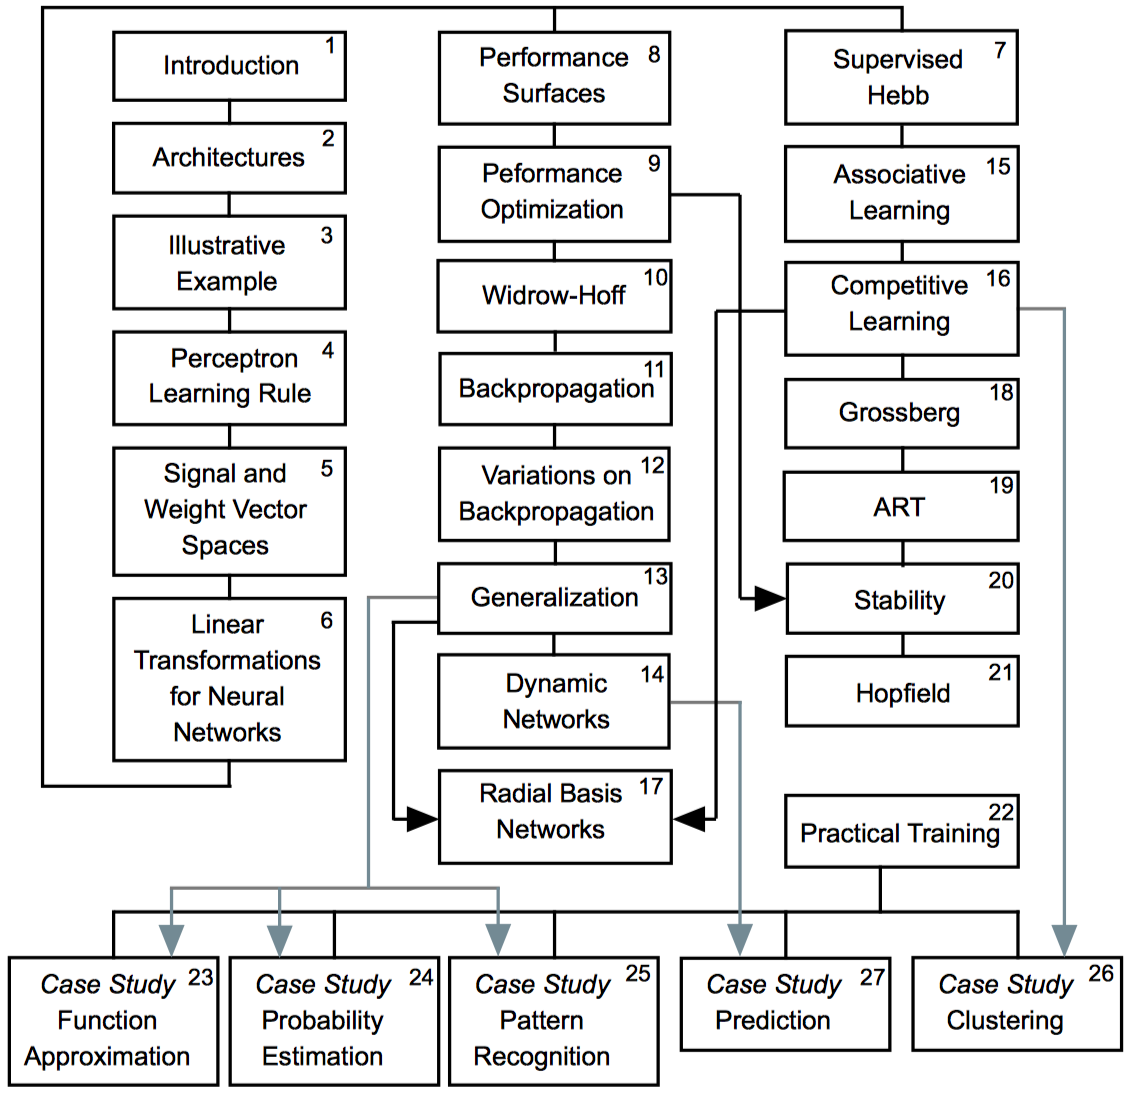 Introduction 1
Architectures 2
Illustrative 3
Example
Perceptron 4
Learning Rule
Signal and 5
Weight Vector
Spaces
Linear 6
Transformations
for Neural
Networks
Performance 8
Surfaces
Peformance 9
Optimization
Widrow-Hoff 10
Backpropagation 11
Variations on 12
Backpropagation
Generalization 13
Dynamic 14
Networks
Radial Basis 17
Networks
Supervised 7
Hebb
Associative 15
Learning
Competitive 16
Learning
Grossberg 18
ART 19
Stability 20
Hopfield 21
Practical Training 22
Case Study 23
Function
Approximation
Case Study 24
Probability
Estimation
Case Study 25
Pattern
Recognition
Case Study 27
Prediction
Case Study 26
Clustering